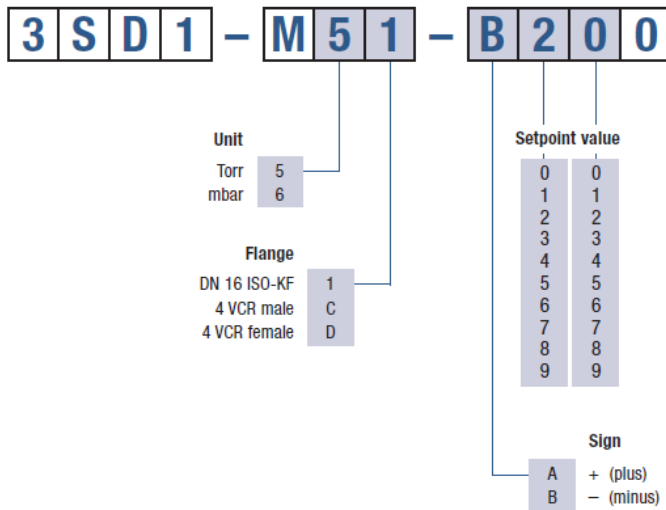 3SD1 – M51 – B200
Unit
Torr 5
mbar 6
Flange
DN 16 ISO-KF 1
4 VCR male C
4 VCR female D
Setpoint value
0 0
1 1
2 2
3 3
4 4
5 5
6 6
7 7
8 8
9 9
Sign
A + (plus)
B – (minus)